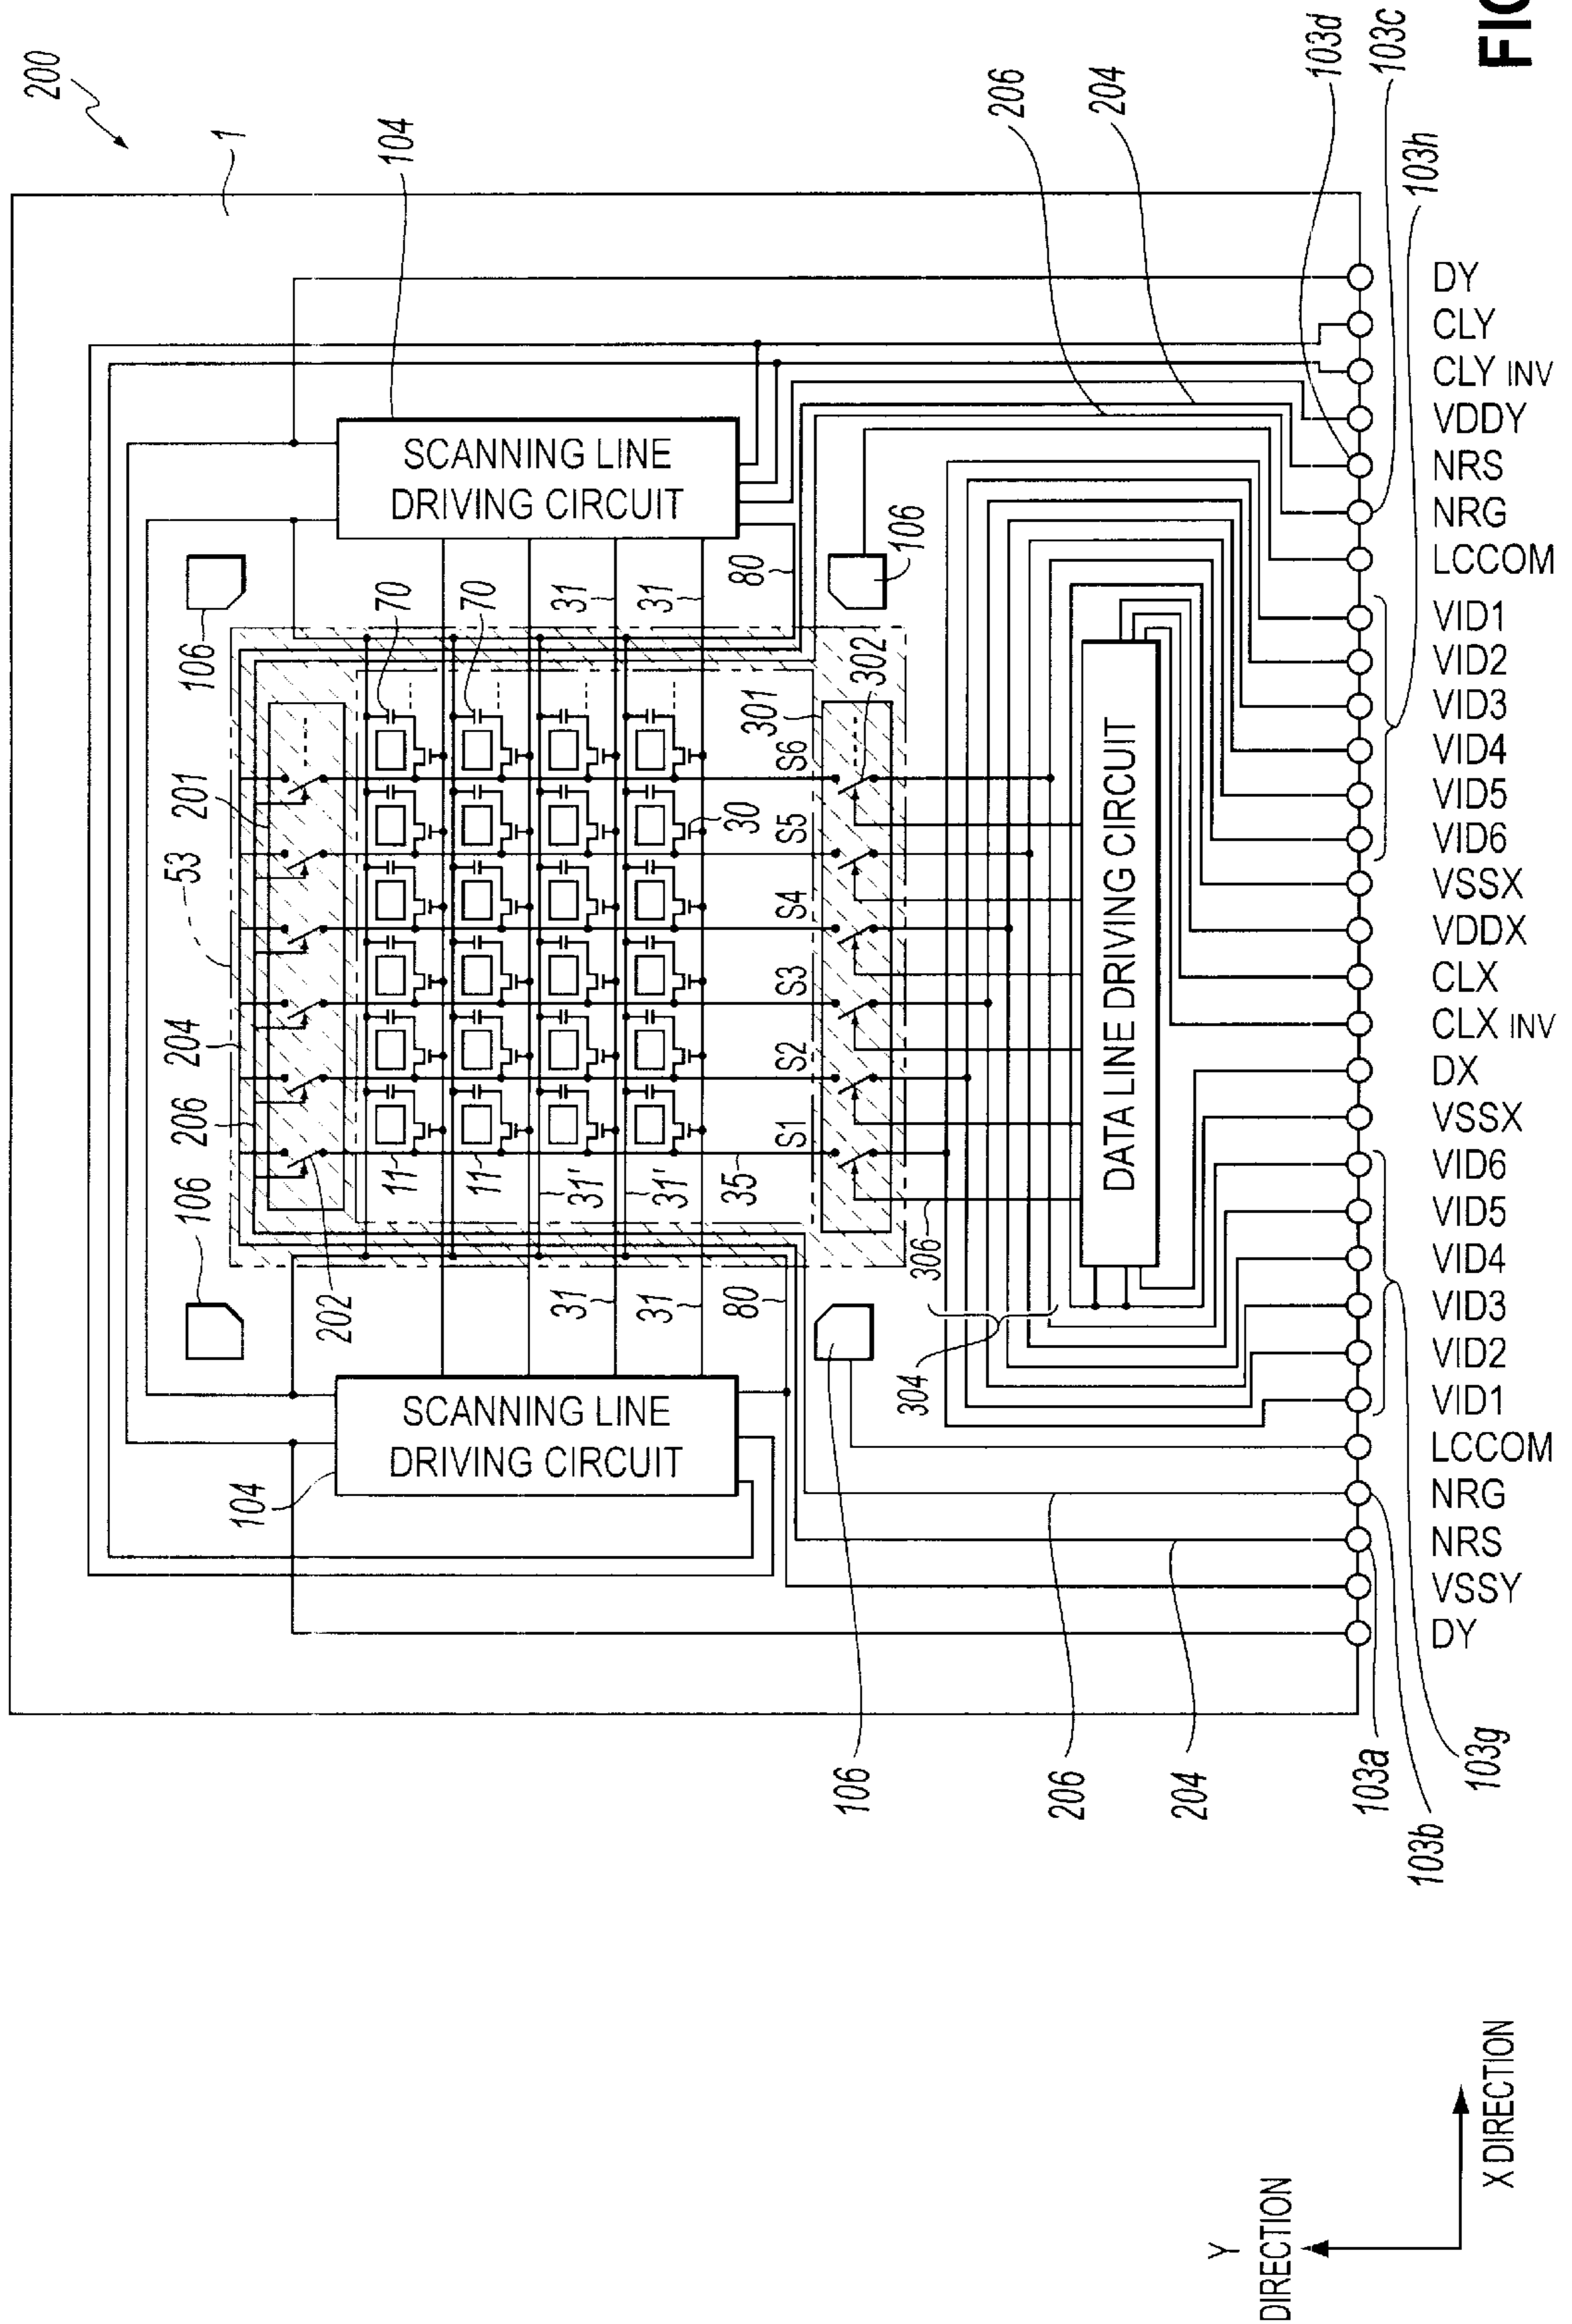 FIG
200
1
104
103d
103c
103h
206
204
DY
CLY
CLY INV
VDDY
NRS
NRG
LCCOM
VID1
VID2
VID3
VID4
VID5
VID6
VSSX
VDDX
CLX
CLX INV
DX
VSSX
VID6
VID5
VID4
VID3
VID2
VID1
LCCOM
NRG
NRS
VSSY
DY
SCANNING LINE
DRIVING CIRCUIT
106
70
70
31
31
80
106
53
201
301
302
30
S6
S5
S4
S3
S2
S1
204
206
106
202
11
11
31'
31'
35
31
31
80
306
304
DATA LINE DRIVING CIRCUIT
SCANNING LINE
DRIVING CIRCUIT
104
106
206
204
103a
103b
103g
Y
DIRECTION
X DIRECTION